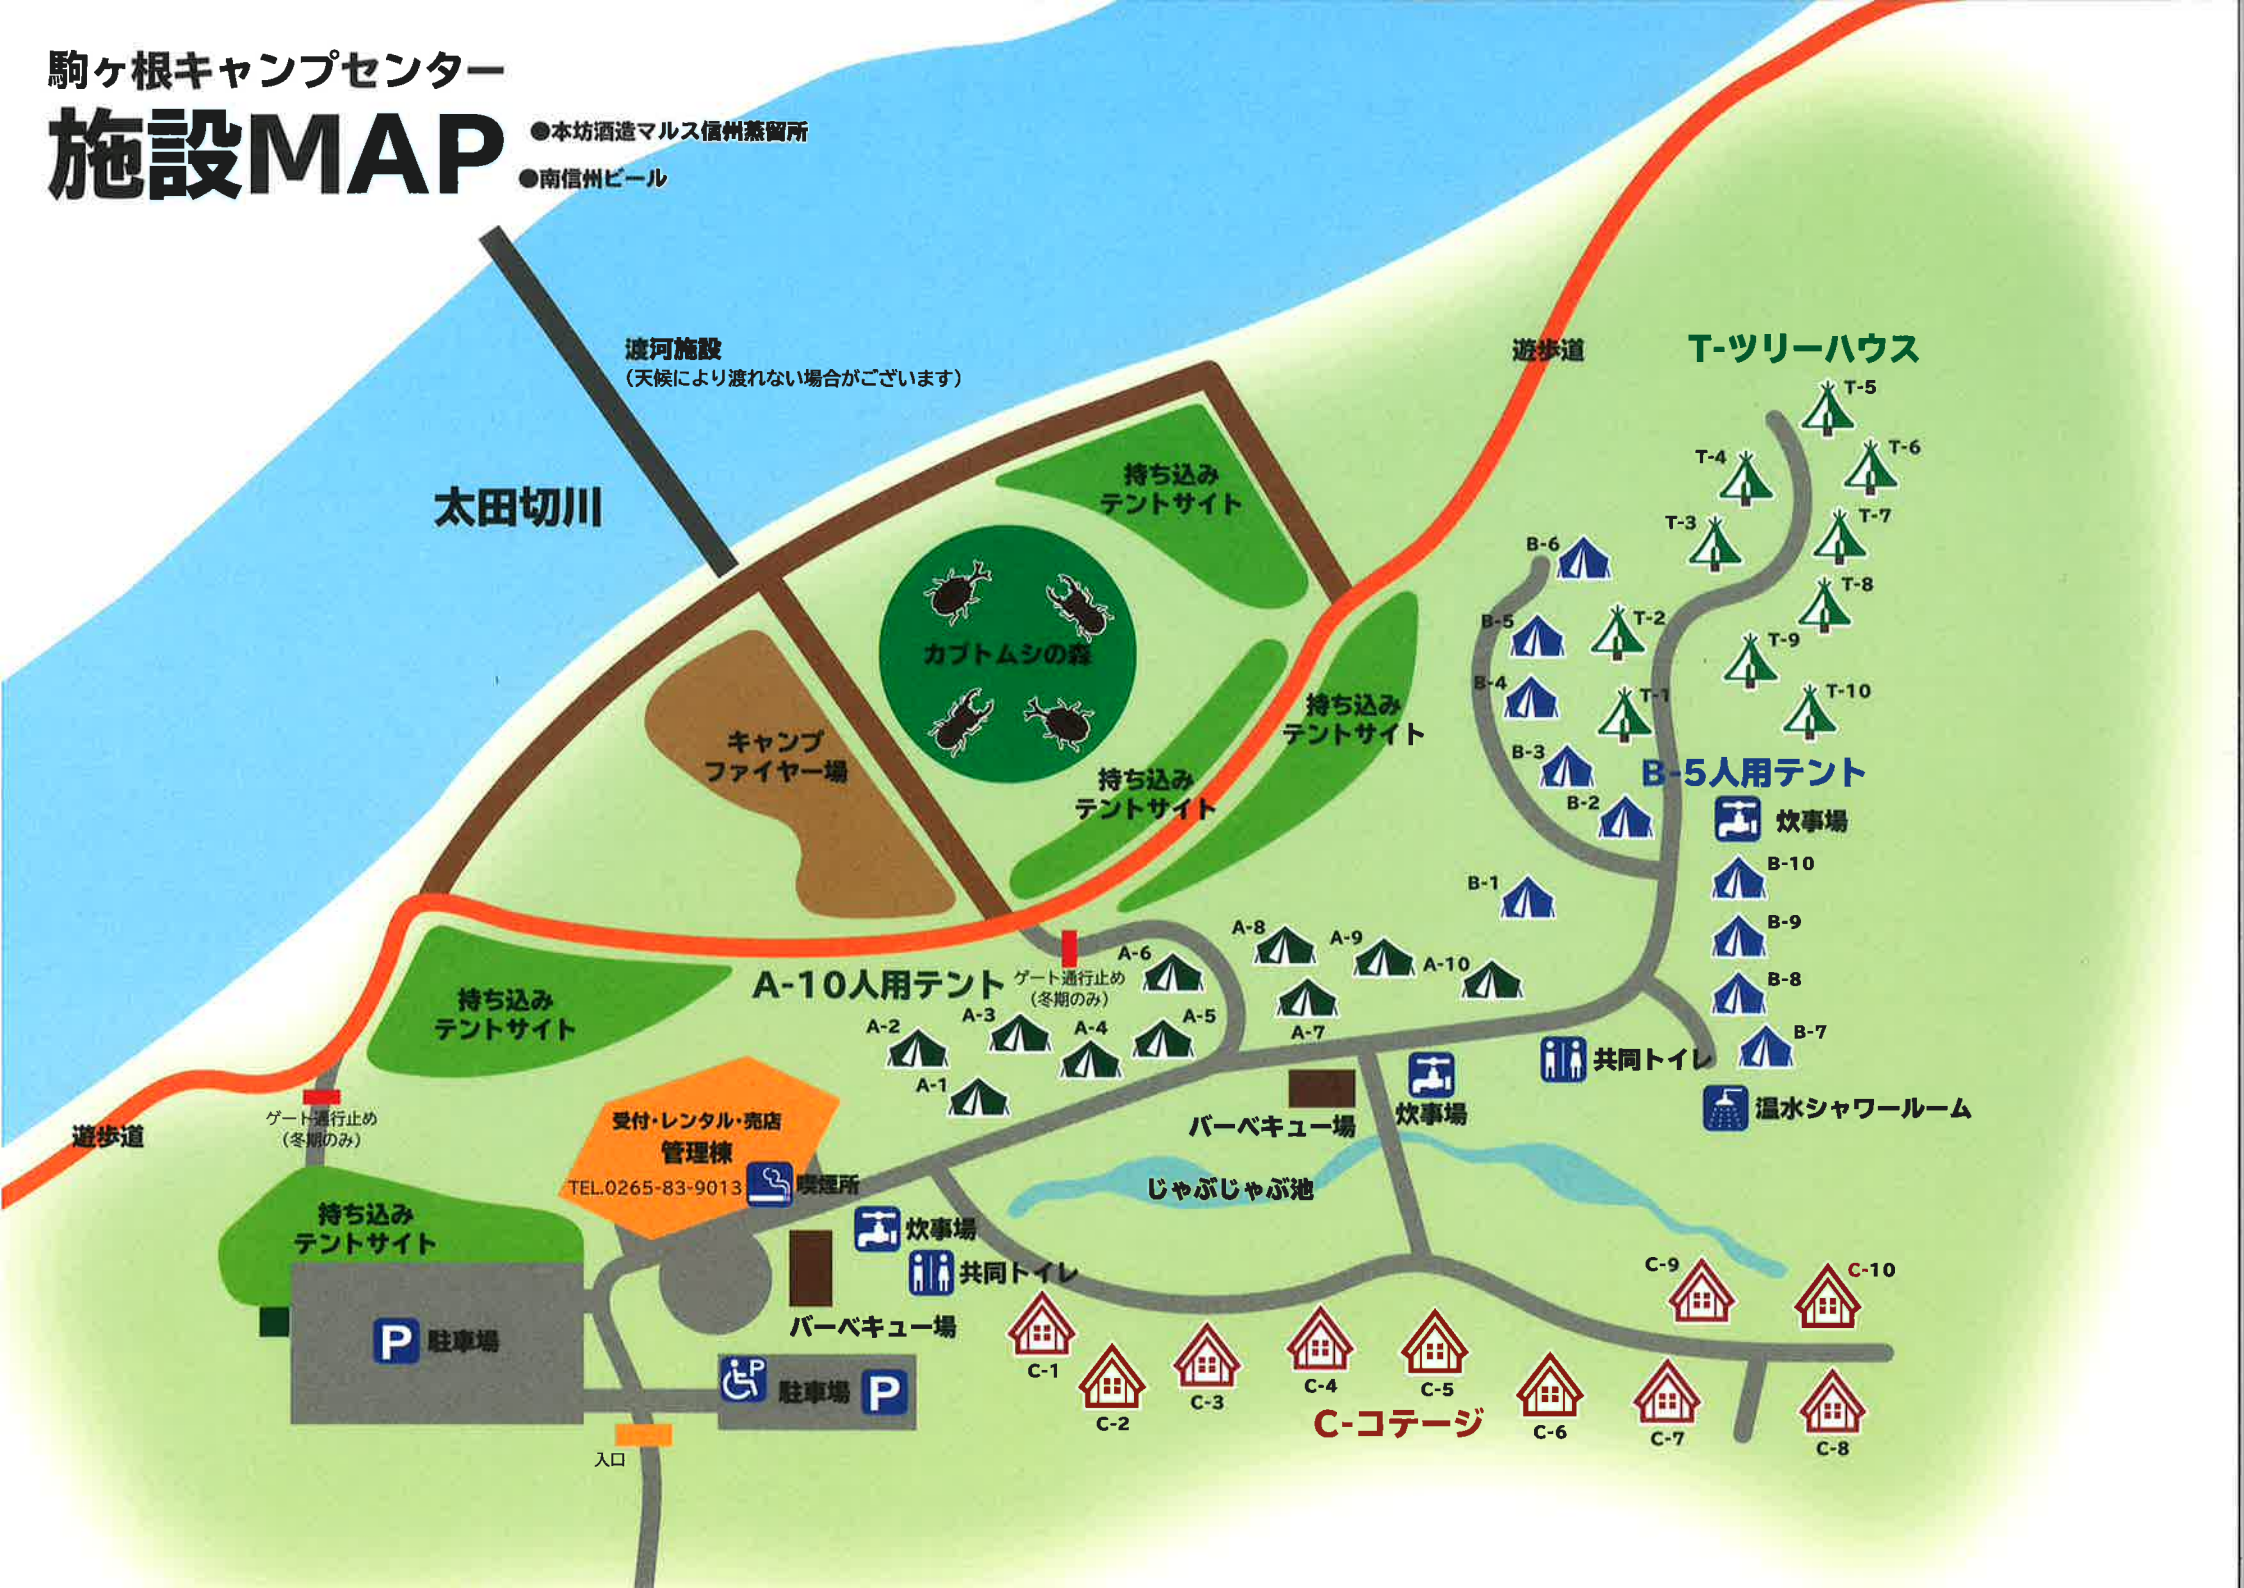 駒ヶ根キャンプセンター
施設MAP
●本坊酒造マルス信州蒸留所
●南信州ビール
渡河施設
（天候により渡れない場合がございます）
太田切川
遊歩道
T-ツリーハウス
T-5
T-6
T-4
T-7
T-3
T-8
T-2
T-9
T-1
T-10
持ち込み
テントサイト
カブトムシの森
キャンプ
ファイヤー場
持ち込み
テントサイト
持ち込み
テントサイト
B-6
B-5
B-4
B-3
B-2
B-1
B-5人用テント
炊事場
B-10
B-9
B-8
B-7
A-10人用テント
ゲート通行止め
（冬期のみ）
A-6
A-8
A-9
A-10
A-2
A-3
A-4
A-5
A-7
A-1
持ち込み
テントサイト
共同トイレ
温水シャワールーム
バーベキュー場
炊事場
じゃぶじゃぶ池
遊歩道
ゲート通行止め
（冬期のみ）
受付・レンタル・売店
管理棟
TEL.0265-83-9013
喫煙所
炊事場
共同トイレ
バーベキュー場
持ち込み
テントサイト
P 駐車場
P
駐車場 P
入口
C-9
C-10
C-1
C-2
C-3
C-4
C-5
C-6
C-7
C-8
C-コテージ